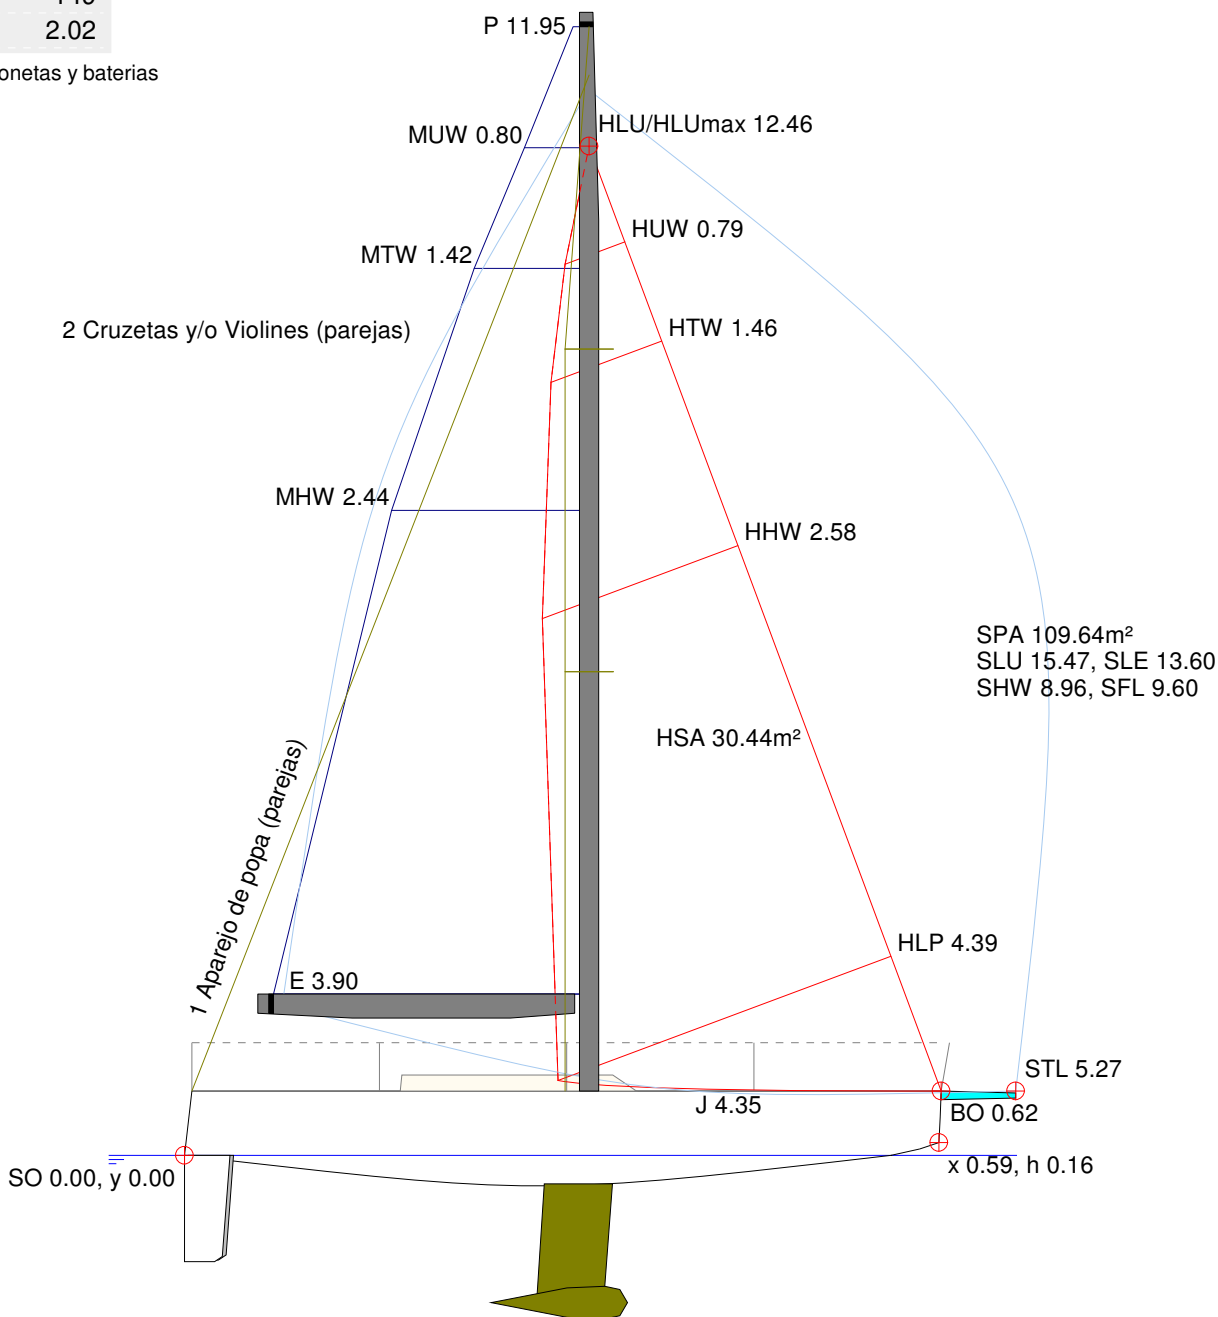 2.02
y baterias
P 11.95
MUW 0.80
HLU/HLUmax 12.46
HUW 0.79
MTW 1.42
2 Cruzetas y/o Violines (parejas)
HTW 1.46
MHW 2.44
HHW 2.58
SPA 109.64m²
SLU 15.47, SLE 13.60
SHW 8.96, SFL 9.60
HSA 30.44m²
1 Aparejo de popa (parejas)
HLP 4.39
E 3.90
STL 5.27
J 4.35
BO 0.62
x 0.59, h 0.16
SO 0.00, y 0.00